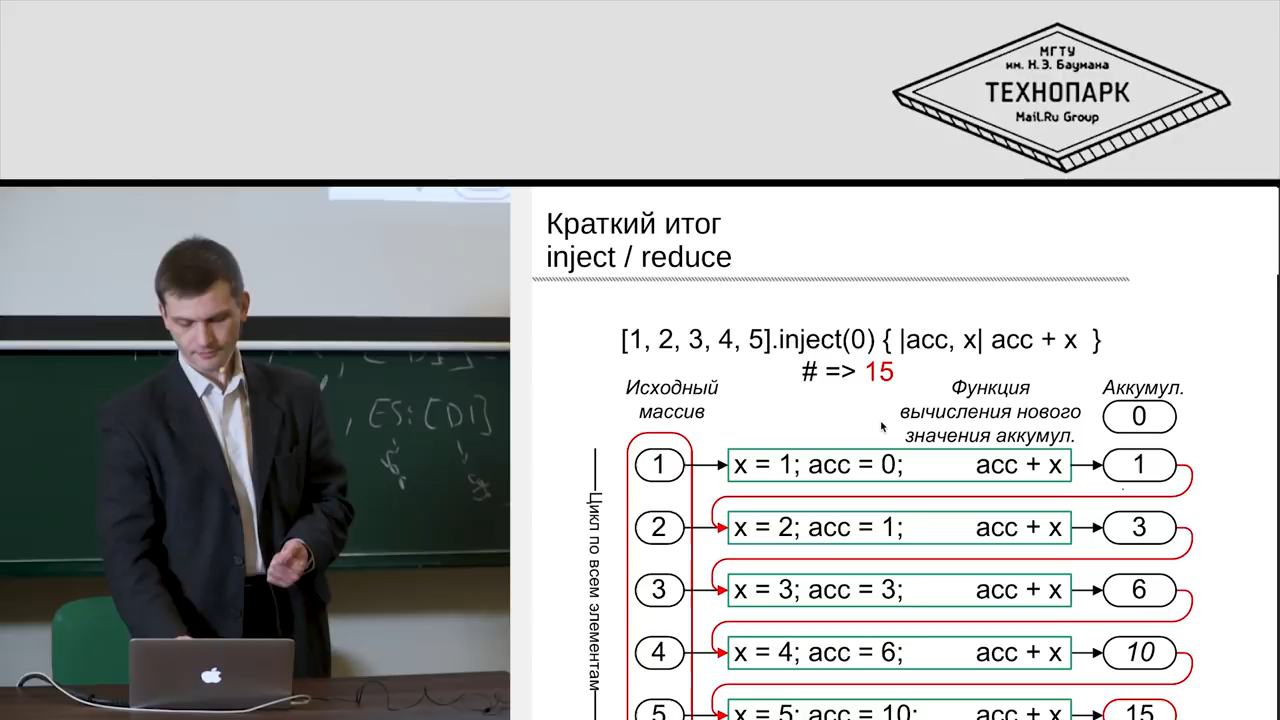 МГТУ
им. Н.Э. Баумана
ТЕХНОПАРК
Mail.Ru Group
Краткий итог
inject / reduce
[1, 2, 3, 4, 5].inject(0) { |acc, x| acc + x }
# => 15
Исходный
массив
Функция
вычисления нового
значения аккумул.
Аккумул.
0
1 x = 1; acc = 0; acc + x 1
2 x = 2; acc = 1; acc + x 3
3 x = 3; acc = 3; acc + x 6
4 x = 4; acc = 6; acc + x 10
5 x = 5; acc = 10; acc + x 15
Цикл по всем элементам
, ES: [D1]